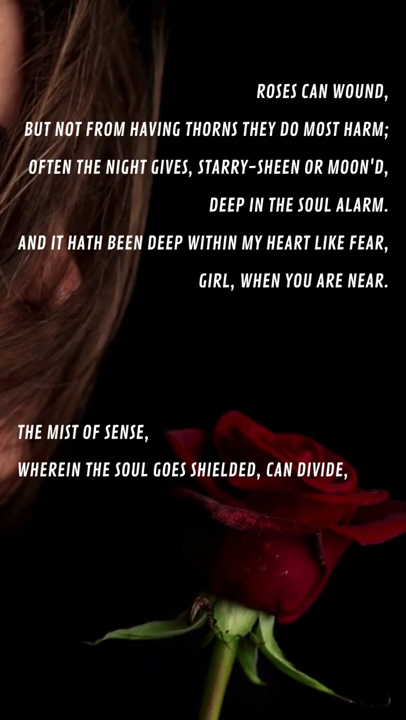 ROSES CAN WOUND,
BUT NOT FROM HAVING THORNS THEY DO MOST HARM;
OFTEN THE NIGHT GIVES, STARRY-SHEEN OR MOON'D,
DEEP IN THE SOUL ALARM.
AND IT HATH BEEN DEEP WITHIN MY HEART LIKE FEAR,
GIRL, WHEN YOU ARE NEAR.
THE MIST OF SENSE,
WHEREIN THE SOUL GOES SHIELDED, CAN DIVIDE,